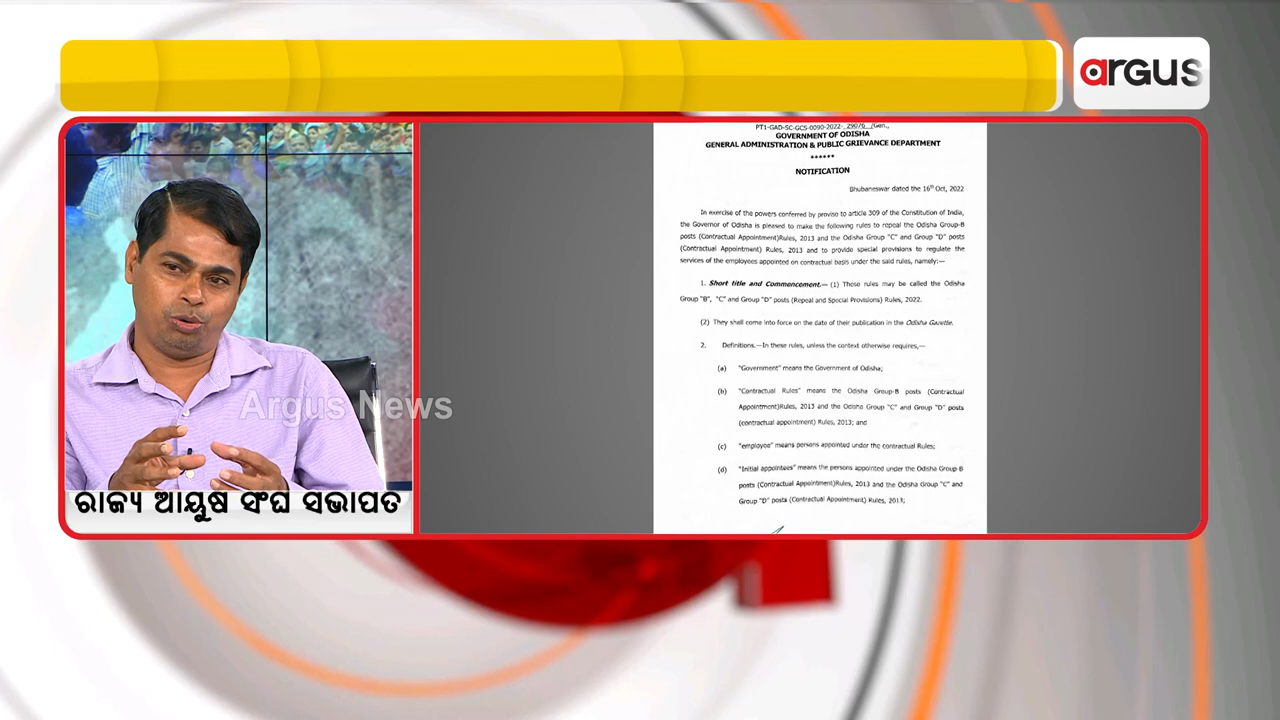 argus
PT1-GAD-SC-GCS-0090-2022- 29076 /Gen.,
GOVERNMENT OF ODISHA
GENERAL ADMINISTRATION & PUBLIC GRIEVANCE DEPARTMENT
******
NOTIFICATION
Bhubaneswar dated the 16th Oct, 2022
In exercise of the powers conferred by proviso to article 309 of the Constitution of India,
the Governor of Odisha is pleased to make the following rules to repeal the Odisha Group-B
posts (Contractual Appointment)Rules, 2013 and the Odisha Group "C" and Group "D" posts
(Contractual Appointment) Rules, 2013 and to provide special provisions to regulate the
services of the employees appointed on contractual basis under the said rules, namely:—
1. Short title and Commencement.— (1) These rules may be called the Odisha
Group "B", "C" and Group "D" posts (Repeal and Special Provisions) Rules, 2022.
(2) They shall come into force on the date of their publication in the Odisha Gazette.
2. Definitions.—In these rules, unless the context otherwise requires,—
(a) "Government" means the Government of Odisha;
(b) "Contractual Rules" means the Odisha Group-B posts (Contractual
Appointment)Rules, 2013 and the Odisha Group "C" and Group "D" posts
(contractual appointment) Rules, 2013; and
(c) "employee" means persons appointed under the contractual Rules;
(d) "Initial appointees" means the persons appointed under the Odisha Group-B
posts (Contractual Appointment)Rules, 2013 and the Odisha Group "C" and
Group "D" posts (Contractual Appointment) Rules, 2013;
Argus News
ରାଜ୍ୟ ଆୟୁଷ ସଂଘ ସଭାପତି